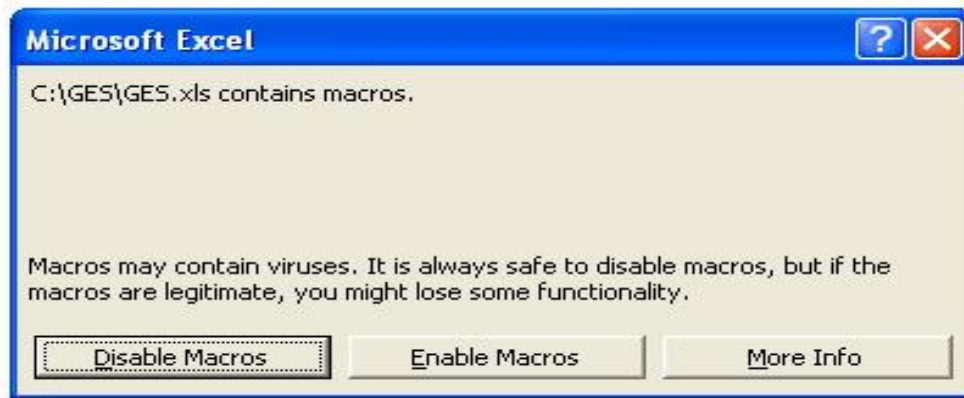 Microsoft Excel
?
C:\GES\GES.xls contains macros.
Macros may contain viruses. It is always safe to disable macros, but if the
macros are legitimate, you might lose some functionality.
Disable Macros Enable Macros More Info